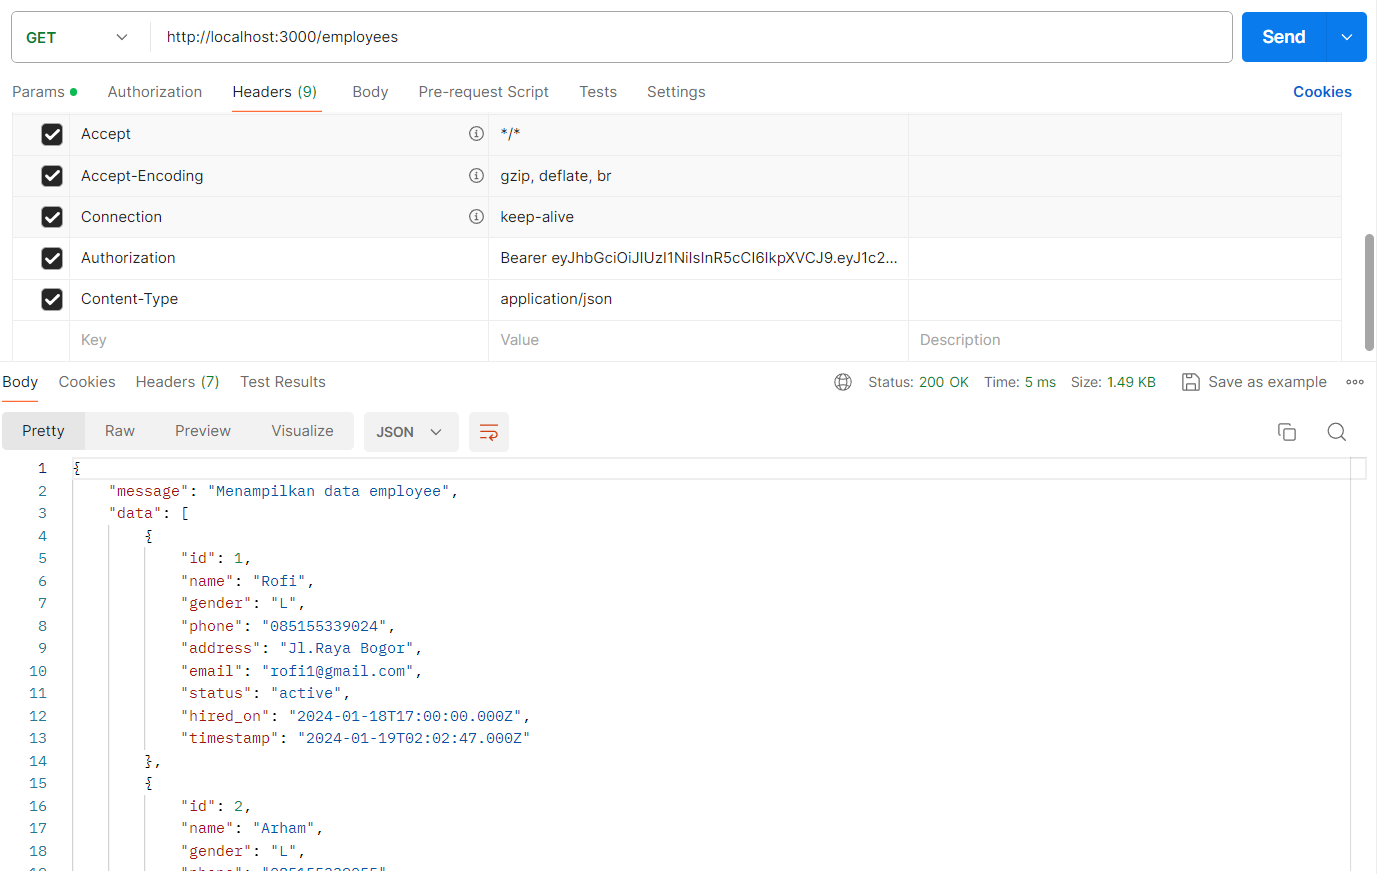 GET http://localhost:3000/employees Send
Params Authorization Headers (9) Body Pre-request Script Tests Settings Cookies
Accept */*
Accept-Encoding gzip, deflate, br
Connection keep-alive
Authorization Bearer eyJhbGciOiJIUzI1NiIsInR5cCI6IkpXVCJ9.eyJ1c2...
Content-Type application/json
Key Value Description
Body Cookies Headers (7) Test Results Status: 200 OK Time: 5 ms Size: 1.49 KB Save as example
Pretty Raw Preview Visualize JSON
1 {
2 "message": "Menampilkan data employee",
3 "data": [
4 {
5 "id": 1,
6 "name": "Rofi",
7 "gender": "L",
8 "phone": "085155339024",
9 "address": "Jl.Raya Bogor",
10 "email": "rofi1@gmail.com",
11 "status": "active",
12 "hired_on": "2024-01-18T17:00:00.000Z",
13 "timestamp": "2024-01-19T02:02:47.000Z"
14 },
15 {
16 "id": 2,
17 "name": "Arham",
18 "gender": "L",